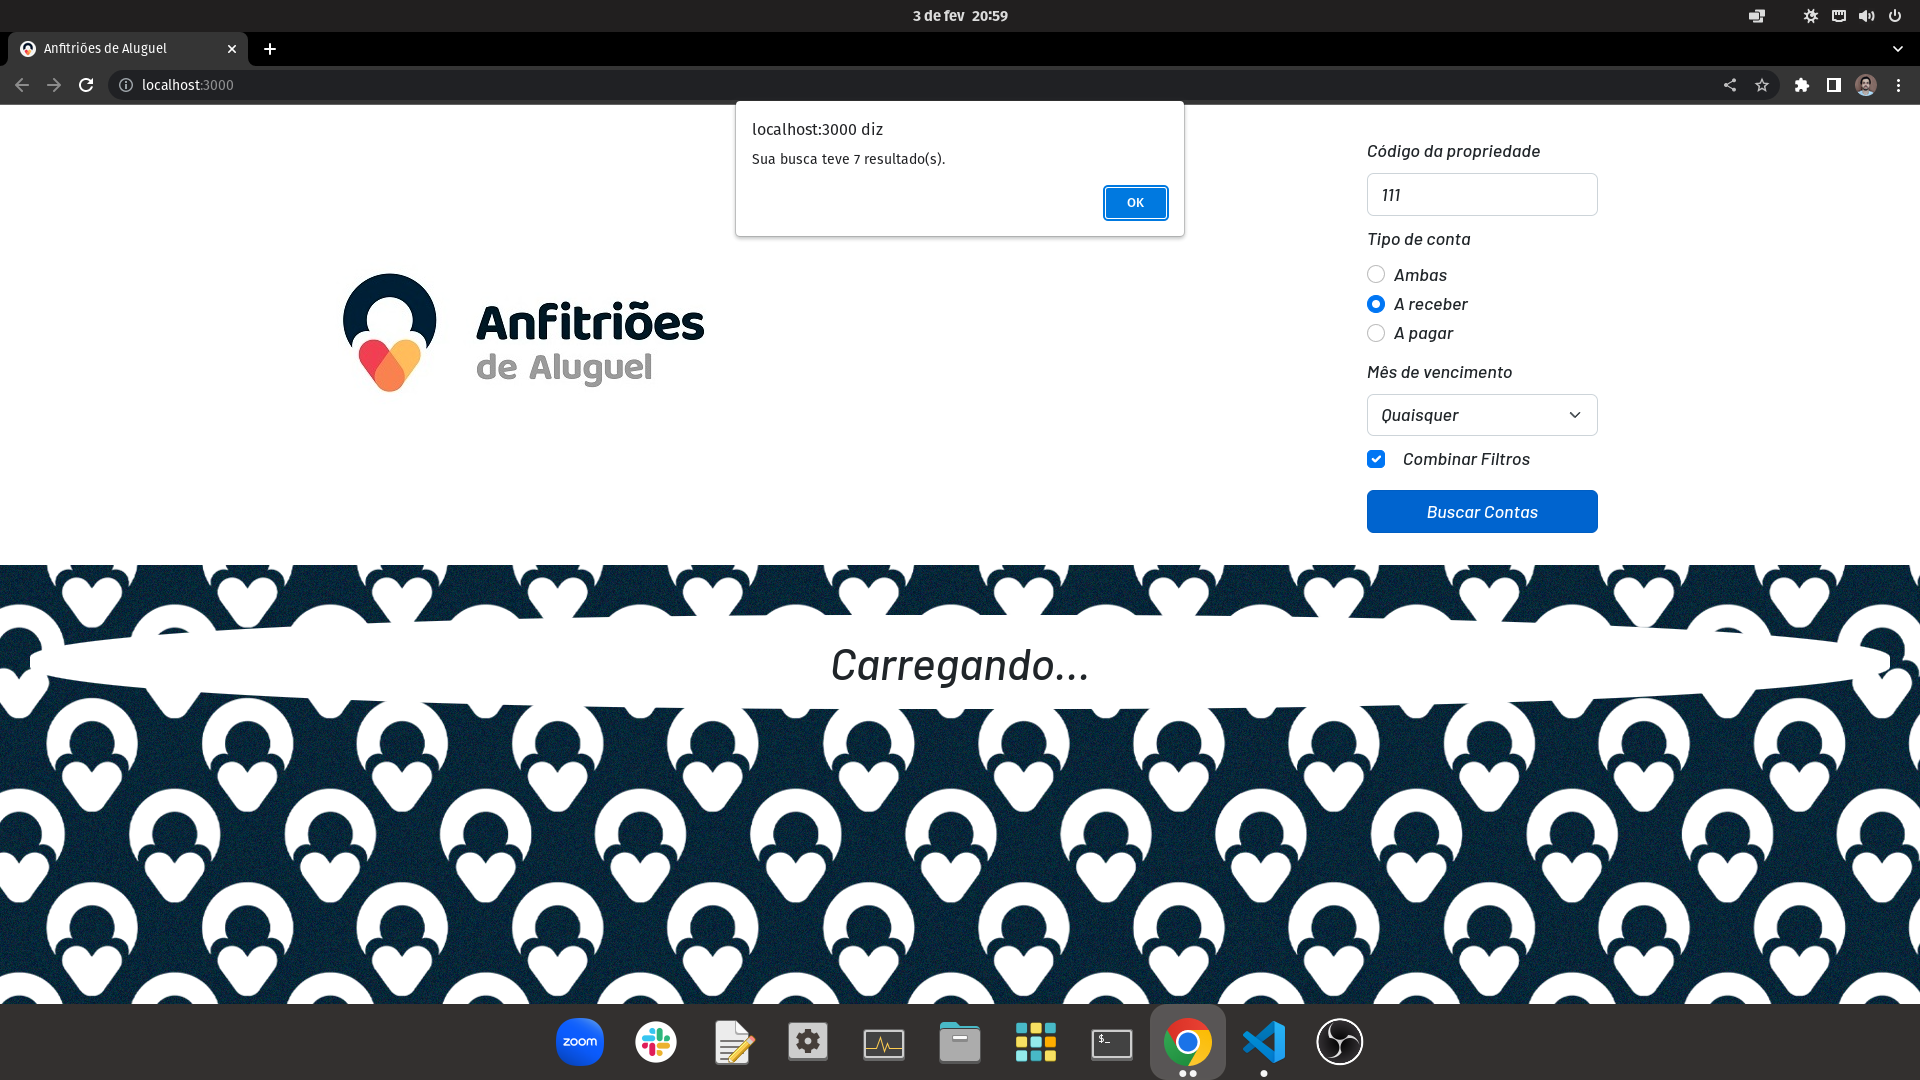 3 de fev 20:59
Anfitriões de Aluguel
localhost:3000
localhost:3000 diz
Sua busca teve 7 resultado(s).
OK
Anfitriões
de Aluguel
Código da propriedade
111
Tipo de conta
Ambas
A receber
A pagar
Mês de vencimento
Quaisquer
Combinar Filtros
Buscar Contas
Carregando...
zoom
$_